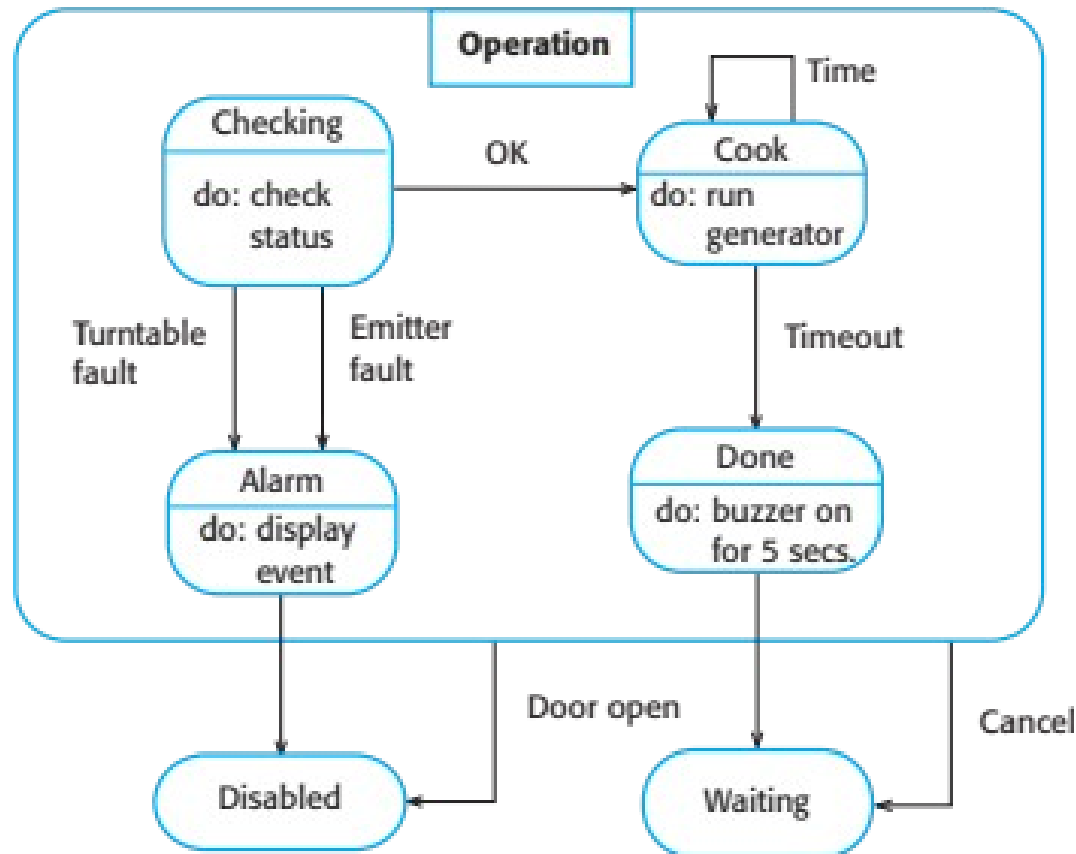 Operation
Time
Checking
do: check
status
OK
Cook
do: run
generator
Turntable
fault
Emitter
fault
Timeout
Alarm
do: display
event
Done
do: buzzer on
for 5 secs.
Door open
Cancel
Disabled
Waiting